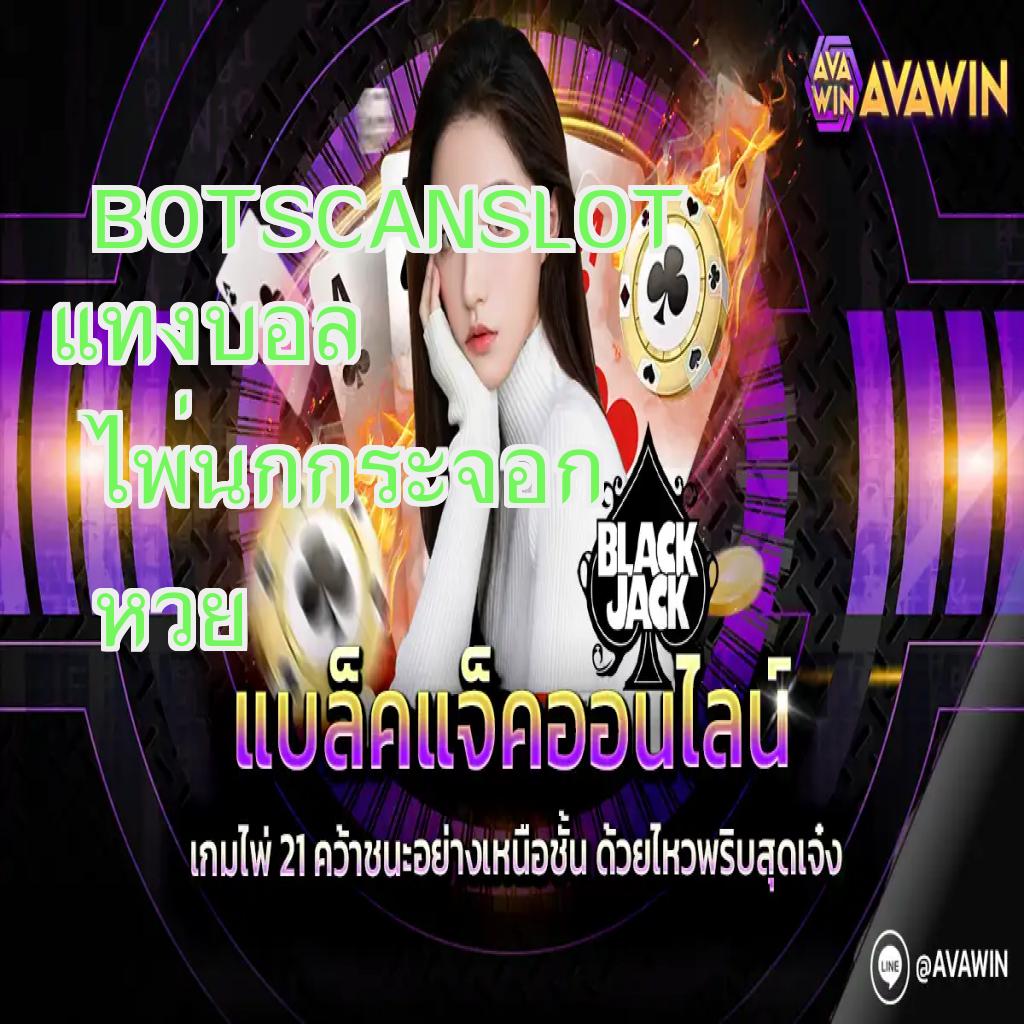 AVA
WIN
AVAWIN
BOTSCANSLOT
แทงบอล
ไพ่นกกระจอก
หวย
A
BLACK
JACK
แบล็คแจ็คออนไลน์
เกมไพ่ 21 คว้าชนะอย่างเหนือชั้น ด้วยไหวพริบสุดเจ๋ง
LINE
@AVAWIN